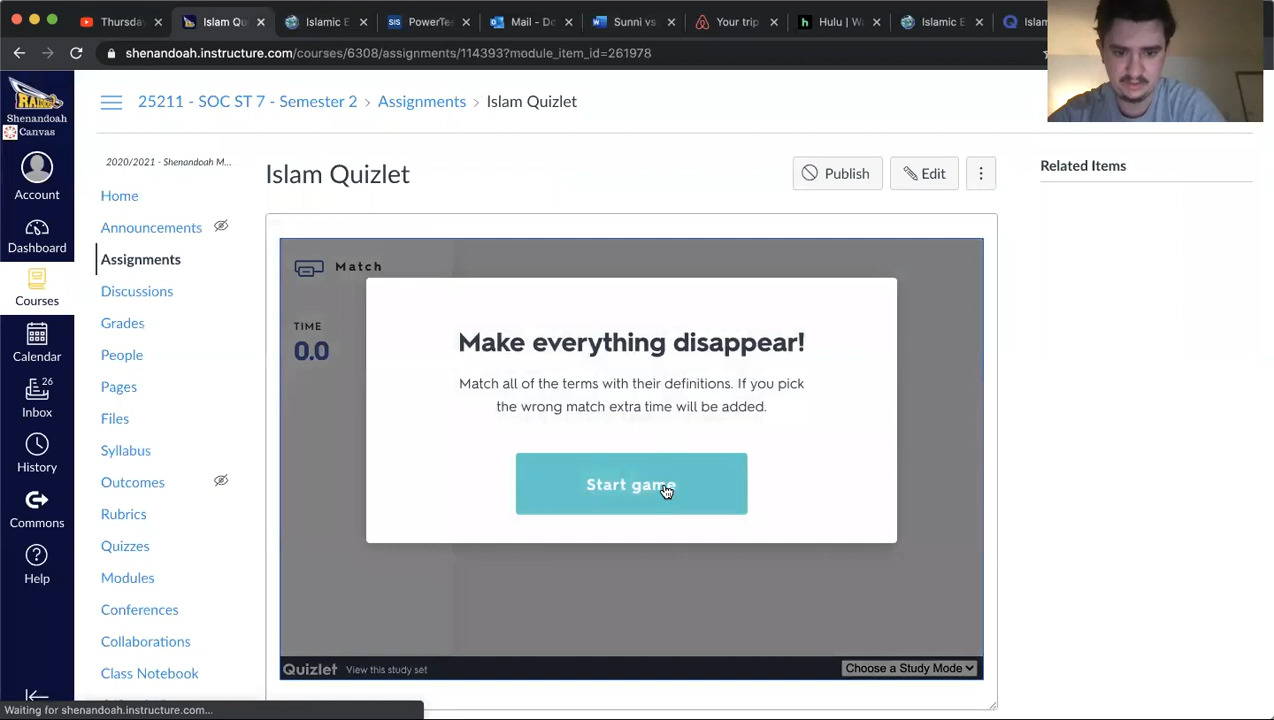 Thursday
Islam Qui
Islamic E
PowerTe
Mail - Do
Sunni vs
Your trip
Hulu | W
Islamic E
Islam
shenandoah.instructure.com/courses/6308/assignments/114393?module_item_id=261978
Shenandoah
Canvas
Account
Dashboard
Courses
Calendar
26
Inbox
History
Commons
Help
25211 - SOC ST 7 - Semester 2 > Assignments > Islam Quizlet
2020/2021 - Shenandoah M...
Home
Announcements
Assignments
Discussions
Grades
People
Pages
Files
Syllabus
Outcomes
Rubrics
Quizzes
Modules
Conferences
Collaborations
Class Notebook
Islam Quizlet
Publish
Edit
Related Items
Match
TIME
0.0
Make everything disappear!
Match all of the terms with their definitions. If you pick
the wrong match extra time will be added.
Start game
Quizlet View this study set
Choose a Study Mode
Waiting for shenandoah.instructure.com...